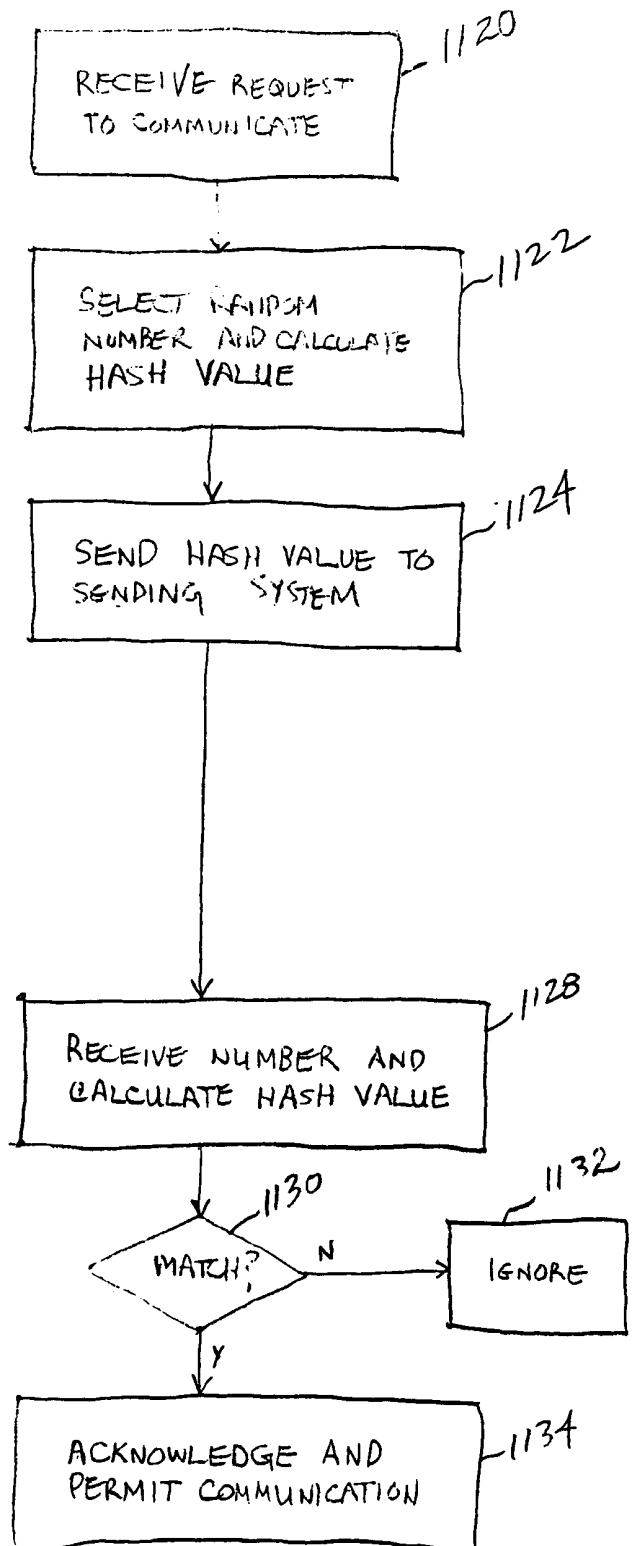 1120
RECEIVE REQUEST
TO COMMUNICATE
1122
SELECT RANDOM
NUMBER AND CALCULATE
HASH VALUE
1124
SEND HASH VALUE TO
SENDING SYSTEM
1128
RECEIVE NUMBER AND
CALCULATE HASH VALUE
1130
1132
MATCH?
N
IGNORE
Y
1134
ACKNOWLEDGE AND
PERMIT COMMUNICATION